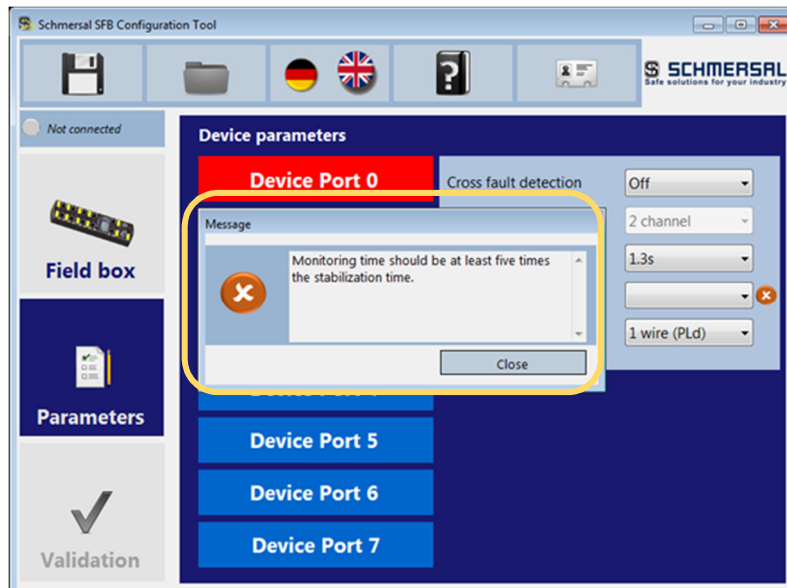 Schmersal SFB Configuration Tool
?
SCHMERSAL
Safe solutions for your industry
Not connected
Device parameters
Device Port 0
Cross fault detection
Off
2 channel
Message
Monitoring time should be at least five times
the stabilization time.
1.3s
Field box
1 wire (PLd)
Close
Parameters
Device Port 5
Device Port 6
Device Port 7
Validation